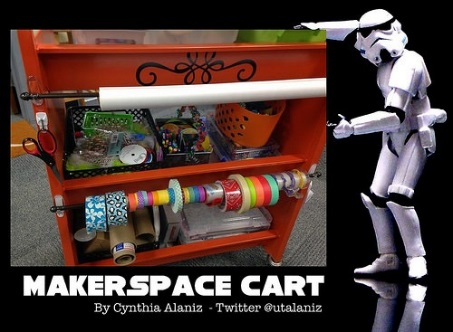 MAKERSPACE CART
By Cynthia Alaniz - Twitter @utalaniz